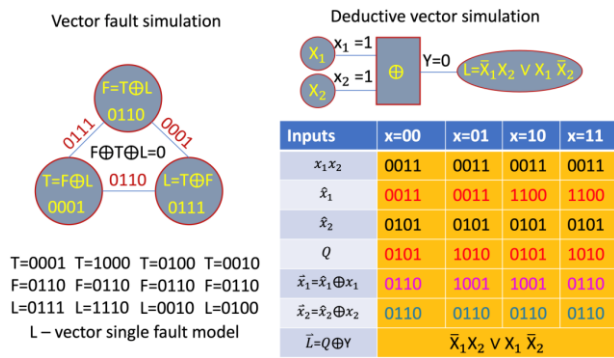 Vector fault simulation
F=T⊕L
0110
0111
0001
F⊕T⊕L=0
T=F⊕L
0001
0110
L=T⊕F
0111
T=0001 T=1000 T=0100 T=0010
F=0110 F=0110 F=0110 F=0110
L=0111 L=1110 L=0010 L=0100
L – vector single fault model
Deductive vector simulation
X₁ x₁ =1
⊕ Y=0 L=X̄₁X₂ ∨ X₁ X̄₂
X₂ x₂ =1
Inputs x=00 x=01 x=10 x=11
x₁x₂ 0011 0011 0011 0011
x̂₁ 0011 0011 1100 1100
x̂₂ 0101 0101 0101 0101
Q 0101 1010 0101 1010
x⃗₁=x̂₁⊕x₁ 0110 1001 1001 0110
x⃗₂=x̂₂⊕x₂ 0110 0110 0110 0110
L⃗=Q⊕Y X̄₁X₂ ∨ X₁ X̄₂